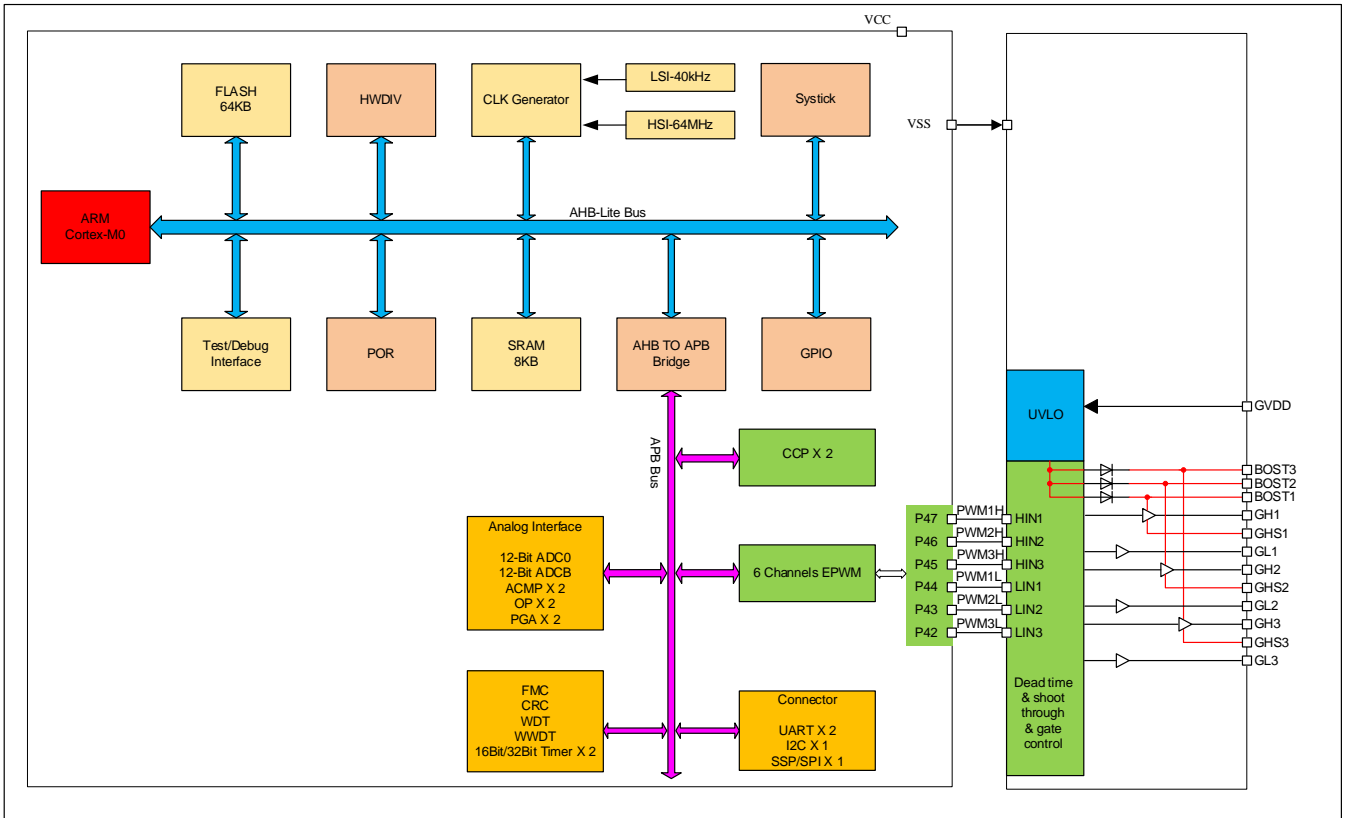 VCC
FLASH
64KB
HWDIV
CLK Generator
LSI-40kHz
HSI-64MHz
Systick
VSS
ARM
Cortex-M0
AHB-Lite Bus
Test/Debug
Interface
POR
SRAM
8KB
AHB TO APB
Bridge
GPIO
UVLO
GVDD
APB Bus
CCP X 2
BOST3
BOST2
BOST1
Analog Interface
12-Bit ADC0
12-Bit ADCB
ACMP X 2
OP X 2
PGA X 2
6 Channels EPWM
P47
PWM1H
HIN1
P46
PWM2H
HIN2
P45
PWM3H
HIN3
P44
PWM1L
LIN1
P43
PWM2L
LIN2
P42
PWM3L
LIN3
GH1
GHS1
GL1
GH2
GHS2
GL2
GH3
GHS3
GL3
FMC
CRC
WDT
WWDT
16Bit/32Bit Timer X 2
Connector
UART X 2
I2C X 1
SSP/SPI X 1
Dead time
& shoot
through
& gate
control